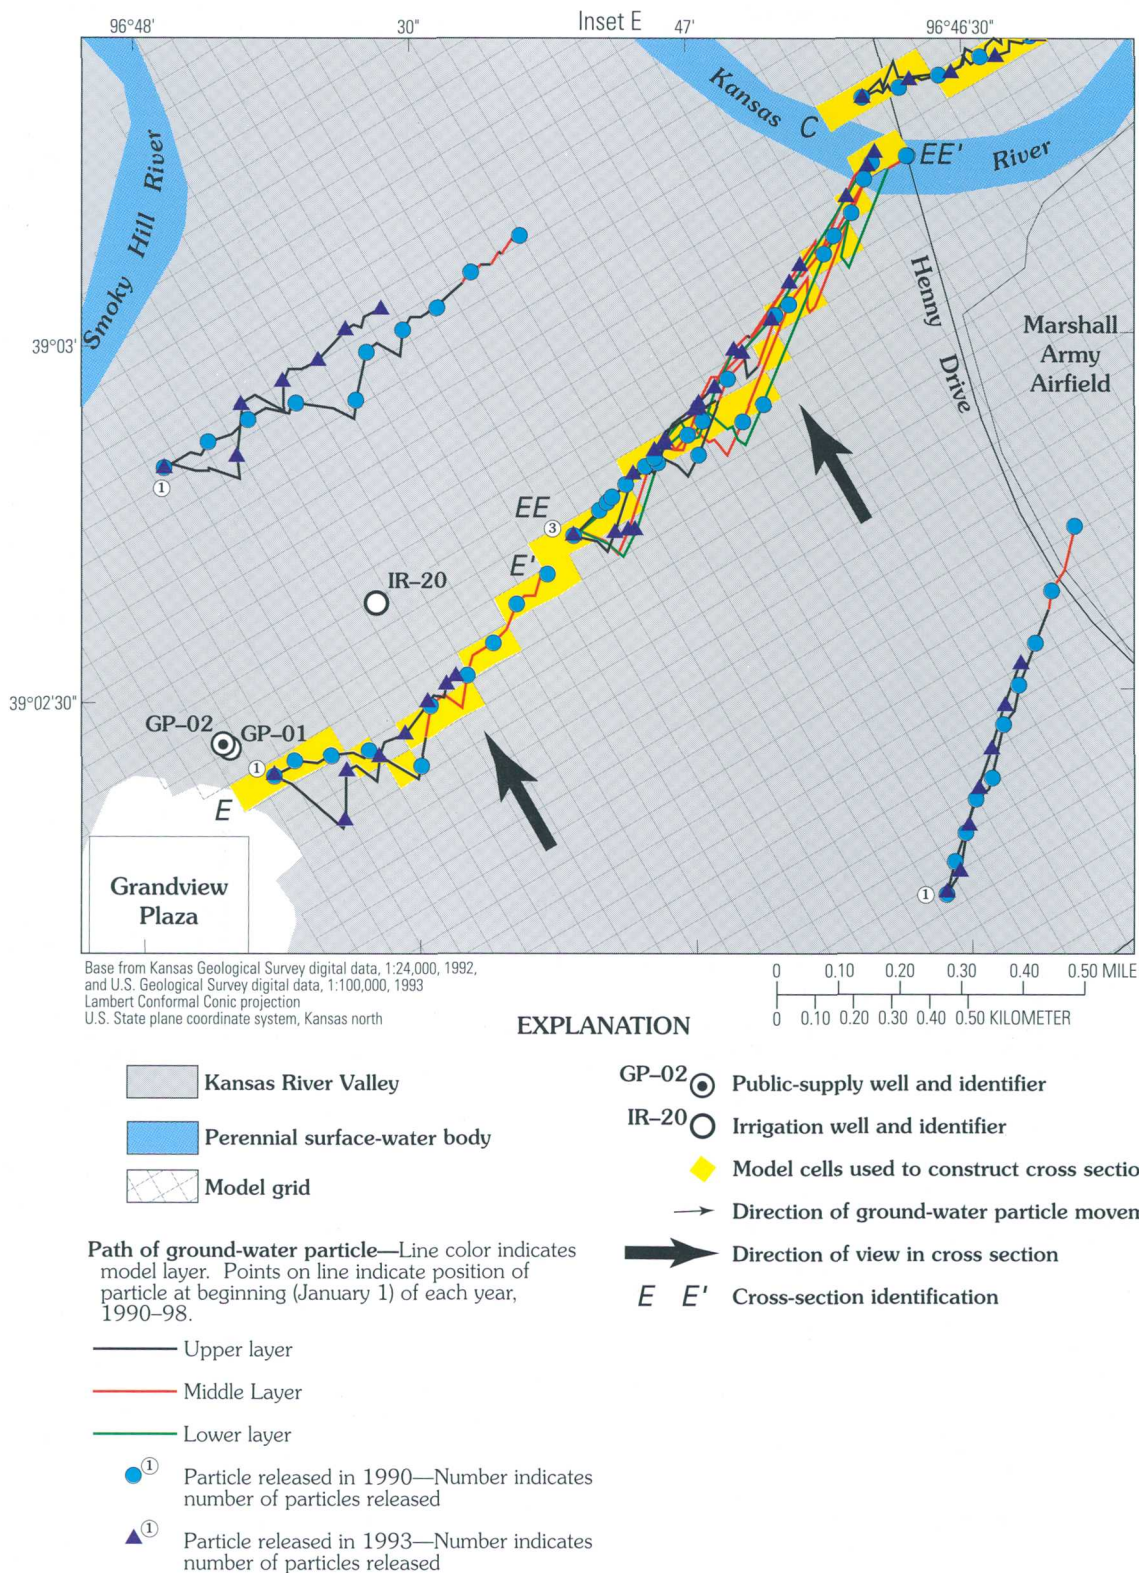 Inset E
96°48'
30"
47'
96°46'30"
Kansas
River
C
EE'
Smoky Hill River
39°03'
Henny
Drive
Marshall
Army
Airfield
EE
3
E'
1
IR–20
39°02'30"
GP–02
GP–01
1
E
1
Grandview
Plaza
Base from Kansas Geological Survey digital data, 1:24,000, 1992,
and U.S. Geological Survey digital data, 1:100,000, 1993
Lambert Conformal Conic projection
U.S. State plane coordinate system, Kansas north
0 0.10 0.20 0.30 0.40 0.50 MILE
0 0.10 0.20 0.30 0.40 0.50 KILOMETER
EXPLANATION
Kansas River Valley
Perennial surface-water body
Model grid
Path of ground-water particle—Line color indicates
model layer. Points on line indicate position of
particle at beginning (January 1) of each year,
1990–98.
Upper layer
Middle Layer
Lower layer
1 Particle released in 1990—Number indicates
number of particles released
1 Particle released in 1993—Number indicates
number of particles released
GP–02 Public-supply well and identifier
IR–20 Irrigation well and identifier
Model cells used to construct cross sectio
Direction of ground-water particle movem
Direction of view in cross section
E E' Cross-section identification